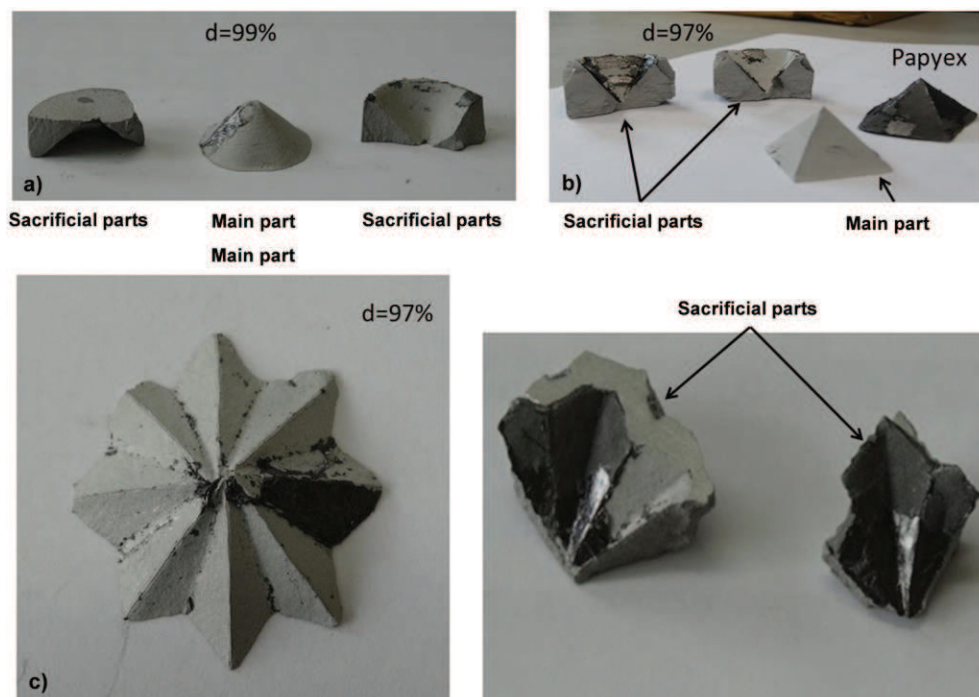 d=99%
a)
Sacrificial parts
Main part
Sacrificial parts
d=97%
Papyex
b)
Sacrificial parts
Main part
Main part
d=97%
c)
Sacrificial parts